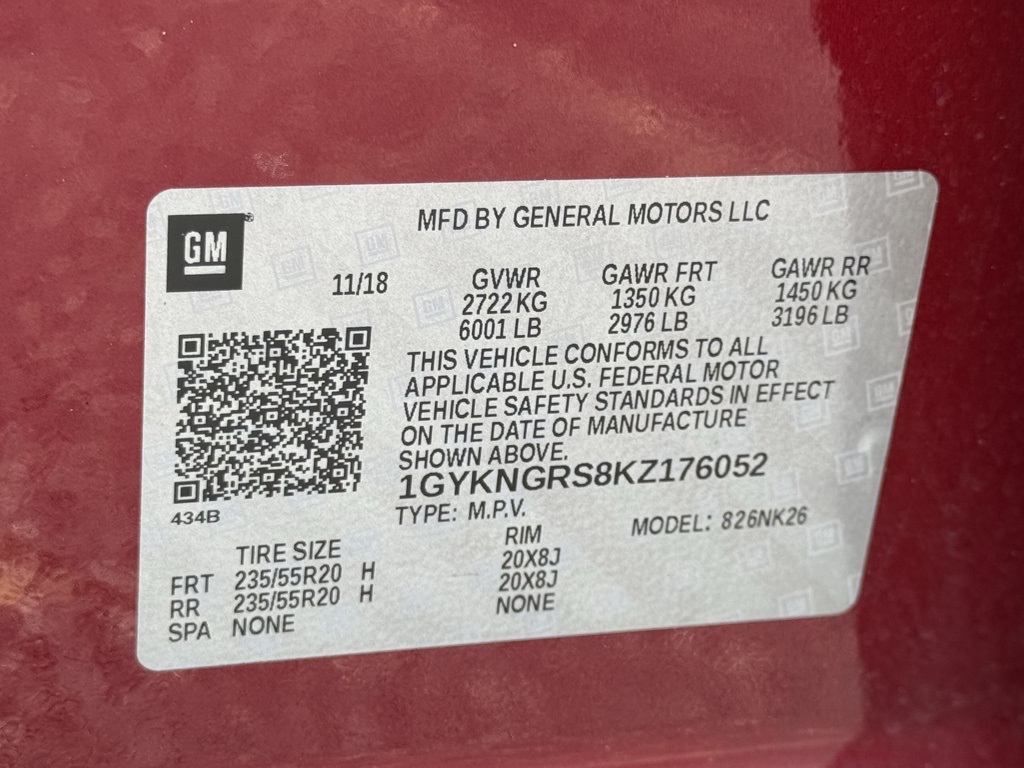 GM
MFD BY GENERAL MOTORS LLC
11/18
GVWR GAWR FRT GAWR RR
2722 KG 1350 KG 1450 KG
6001 LB 2976 LB 3196 LB
THIS VEHICLE CONFORMS TO ALL
APPLICABLE U.S. FEDERAL MOTOR
VEHICLE SAFETY STANDARDS IN EFFECT
ON THE DATE OF MANUFACTURE
SHOWN ABOVE.
1GYKNGRS8KZ176052
434B
TYPE: M.P.V. MODEL: 826NK26
TIRE SIZE RIM
FRT 235/55R20 H 20X8J
RR 235/55R20 H 20X8J
SPA NONE NONE